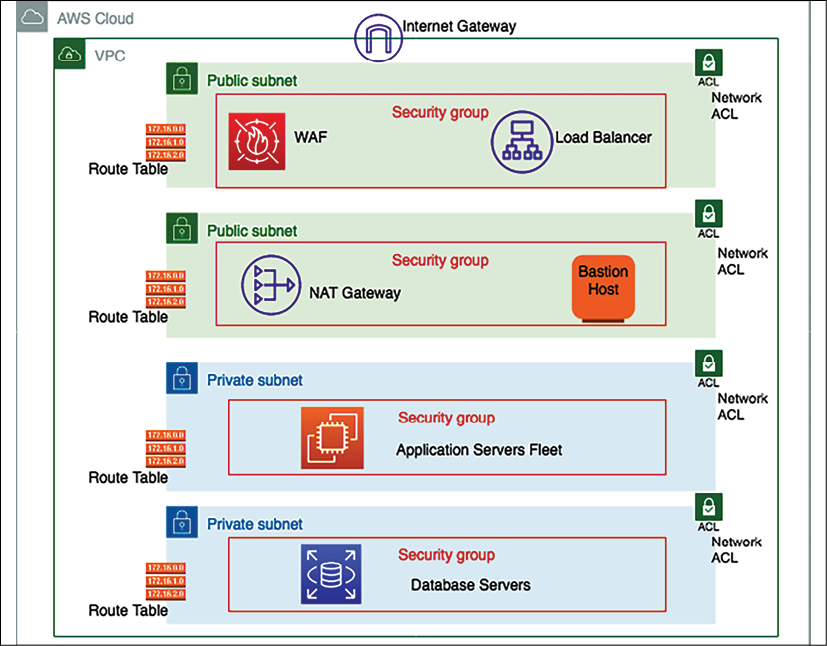 AWS Cloud
Internet Gateway
VPC
Public subnet
ACL
Network
ACL
Security group
WAF
Load Balancer
172.16.0.0
172.16.1.0
172.16.2.0
Route Table
Public subnet
ACL
Network
ACL
Security group
NAT Gateway
Bastion
Host
172.16.0.0
172.16.1.0
172.16.2.0
Route Table
Private subnet
ACL
Network
ACL
Security group
Application Servers Fleet
172.16.0.0
172.16.1.0
172.16.2.0
Route Table
Private subnet
ACL
Network
ACL
Security group
Database Servers
172.16.0.0
172.16.1.0
172.16.2.0
Route Table